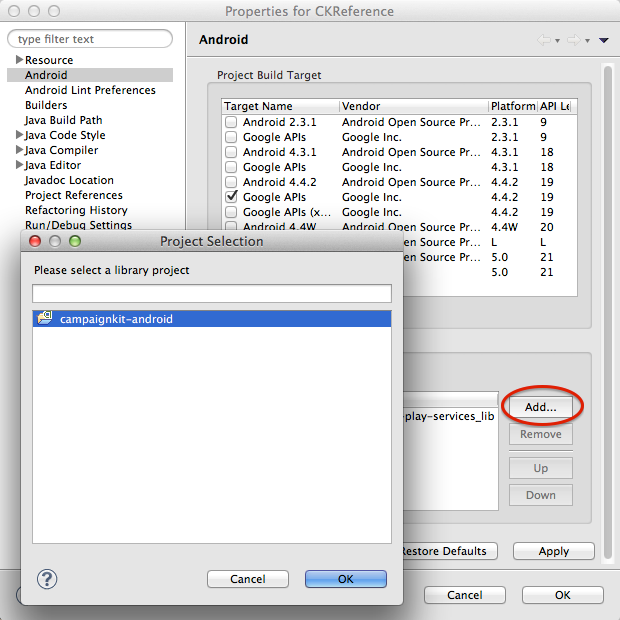 Properties for CKReference
type filter text
Resource
Android
Android Lint Preferences
Builders
Java Build Path
Java Code Style
Java Compiler
Java Editor
Javadoc Location
Project References
Refactoring History
Run/Debug Settings
Android
Project Build Target
Target Name Vendor Platform API Le
Android 2.3.1 Android Open Source Pr... 2.3.1 9
Google APIs Google Inc. 2.3.1 9
Android 4.3.1 Android Open Source Pr... 4.3.1 18
Google APIs Google Inc. 4.3.1 18
Android 4.4.2 Android Open Source Pr... 4.4.2 19
Google APIs Google Inc. 4.4.2 19
Google APIs (x... Google Inc. 4.4.2 19
Android 4.4W Android Open Source Pr... 4.4W 20
Open Source Pr... L L
Open Source Pr... 5.0 21
5.0 21
Project Selection
Please select a library project
campaignkit-android
? Cancel OK
-play-services_lib
Add...
Remove
Up
Down
Restore Defaults Apply
Cancel OK